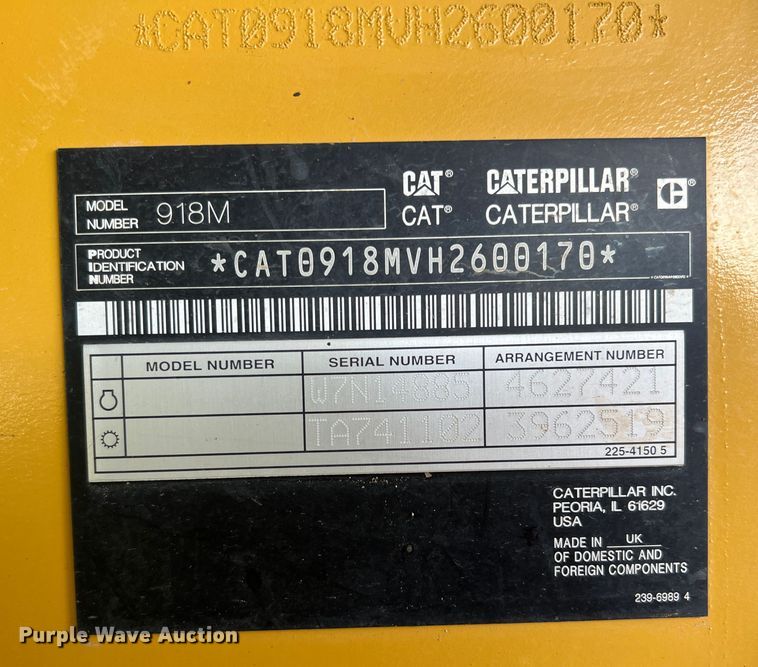 *CAT0918MVH2600170*
CAT® CATERPILLAR®
CAT® CATERPILLAR®
MODEL NUMBER 918M
PRODUCT IDENTIFICATION NUMBER *CAT0918MVH2600170*
MODEL NUMBER SERIAL NUMBER ARRANGEMENT NUMBER
W7N14885 4627421
TA741102 3962519
225-4150 5
CATERPILLAR INC.
PEORIA, IL 61629
USA
MADE IN UK
OF DOMESTIC AND
FOREIGN COMPONENTS
239-6989 4
Purple Wave Auction